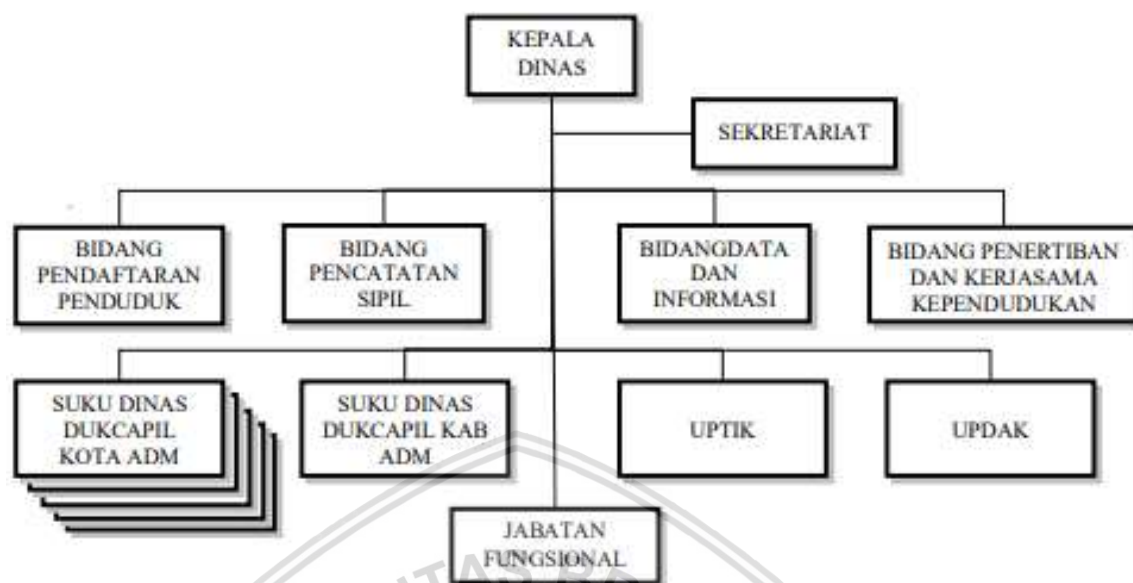 KEPALA
DINAS
SEKRETARIAT
BIDANG
PENDAFTARAN
PENDUDUK
BIDANG
PENCATATAN
SIPIL
BIDANGDATA
DAN
INFORMASI
BIDANG PENERTIBAN
DAN KERJASAMA
KEPENDUDUKAN
SUKU DINAS
DUKCAPIL
KOTA ADM
SUKU DINAS
DUKCAPIL KAB
ADM
UPTIK
UPDAK
JABATAN
FUNGSIONAL